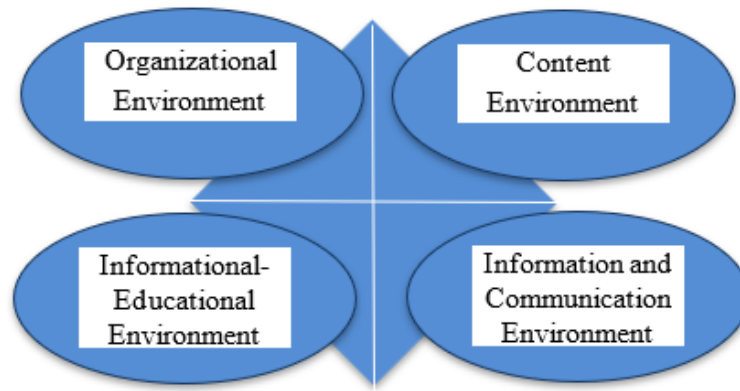 Organizational
Environment
Content
Environment
Informational-
Educational
Environment
Information and
Communication
Environment